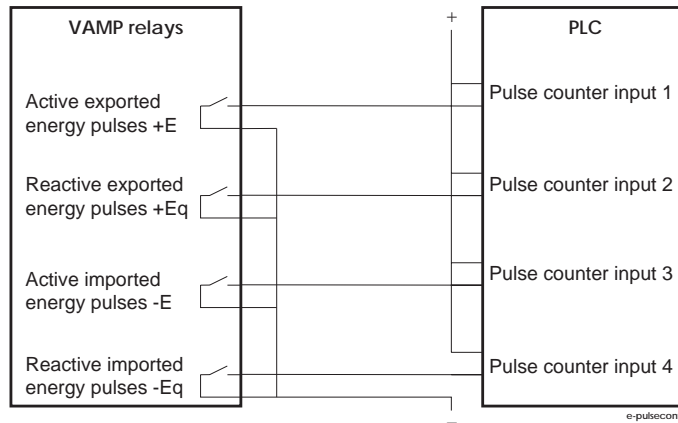 VAMP relays
+
PLC
Active exported
energy pulses +E
Pulse counter input 1
Reactive exported
energy pulses +Eq
Pulse counter input 2
Active imported
energy pulses -E
Pulse counter input 3
Reactive imported
energy pulses -Eq
Pulse counter input 4
e-pulsecon